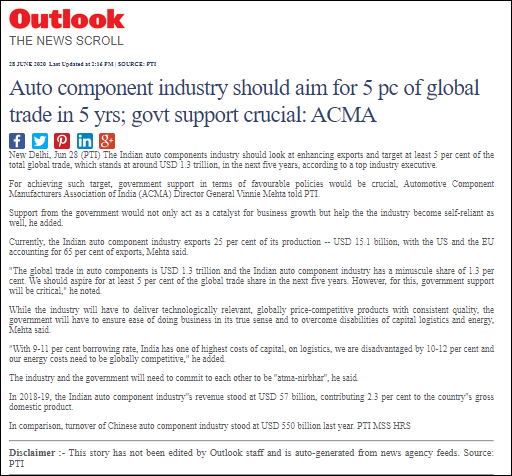 Outlook
THE NEWS SCROLL
28 JUNE 2020 Last Updated at 2:36 PM | SOURCE: PTI
Auto component industry should aim for 5 pc of global
trade in 5 yrs; govt support crucial: ACMA
New Delhi, Jun 28 (PTI) The Indian auto components industry should look at enhancing exports and target at least 5 per cent of the
total global trade, which stands at around USD 1.3 trillion, in the next five years, according to a top industry executive.
For achieving such target, government support in terms of favourable policies would be crucial, Automotive Component
Manufacturers Association of India (ACMA) Director General Vinnie Mehta told PTI.
Support from the government would not only act as a catalyst for business growth but help the the industry become self-reliant as
well, he added.
Currently, the Indian auto component industry exports 25 per cent of its production -- USD 15.1 billion, with the US and the EU
accounting for 65 per cent of exports, Mehta said.
"The global trade in auto components is USD 1.3 trillion and the Indian auto component industry has a minuscule share of 1.3 per
cent. We should aspire for at least 5 per cent of the global trade share in the next five years. However, for this, government support
will be critical," he noted.
While the industry will have to deliver technologically relevant, globally price-competitive products with consistent quality, the
government will have to ensure ease of doing business in its true sense and to overcome disabilities of capital logistics and energy,
Mehta said.
"With 9-11 per cent borrowing rate, India has one of highest costs of capital, on logistics, we are disadvantaged by 10-12 per cent and
our energy costs need to be globally competitive," he added.
The industry and the government will need to commit to each other to be "atma-nirbhar", he said.
In 2018-19, the Indian auto component industry"s revenue stood at USD 57 billion, contributing 2.3 per cent to the country"s gross
domestic product.
In comparison, turnover of Chinese auto component industry stood at USD 550 billion last year. PTI MSS HRS
Disclaimer :- This story has not been edited by Outlook staff and is auto-generated from news agency feeds. Source:
PTI